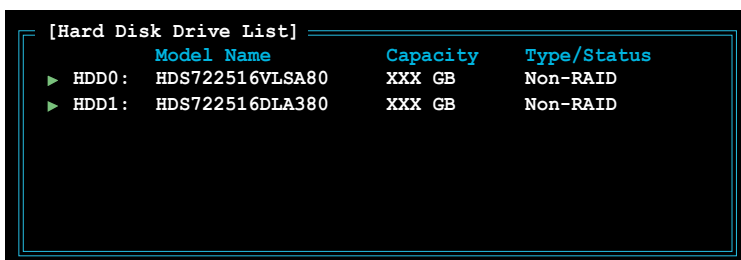 [Hard Disk Drive List]
Model Name Capacity Type/Status
HDD0: HDS722516VLSA80 XXX GB Non-RAID
HDD1: HDS722516DLA380 XXX GB Non-RAID